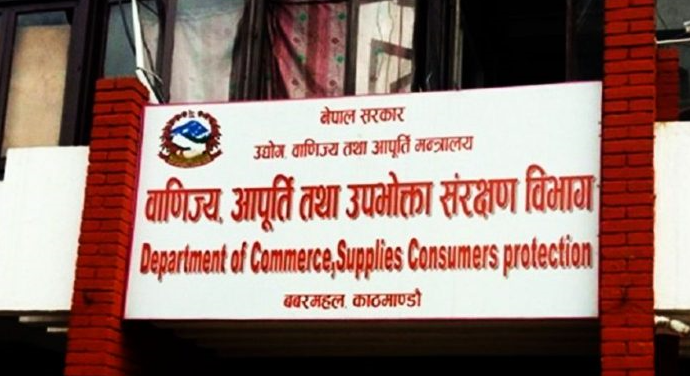 नेपाल सरकार
उद्योग, वाणिज्य तथा आपूर्ति मन्त्रालय
वाणिज्य, आपूर्ति तथा उपभोक्ता संरक्षण विभाग
Department of Commerce,Supplies Consumers protection
बबरमहल, काठमाण्डौ